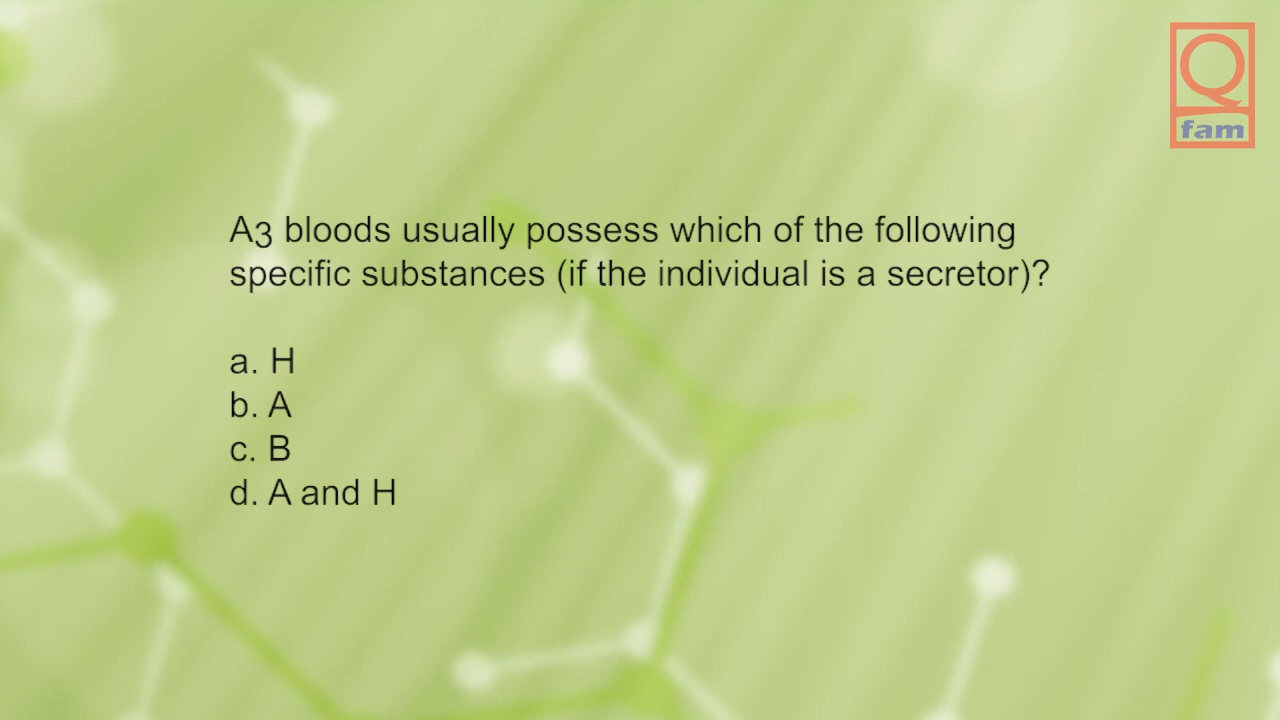 Q
fam
A3 bloods usually possess which of the following
specific substances (if the individual is a secretor)?
a. H
b. A
c. B
d. A and H